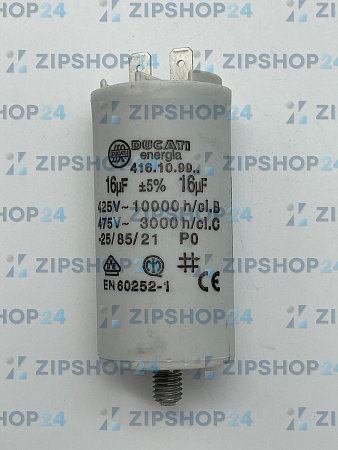 DUCATI
energia
416.10.99..
16µF ±5% 16µF
425V~ 10000 h/cl.B
475V~ 3000 h/cl.C
-25/85/21 P0
CE
EN 60252-1
ZIPSHOP24